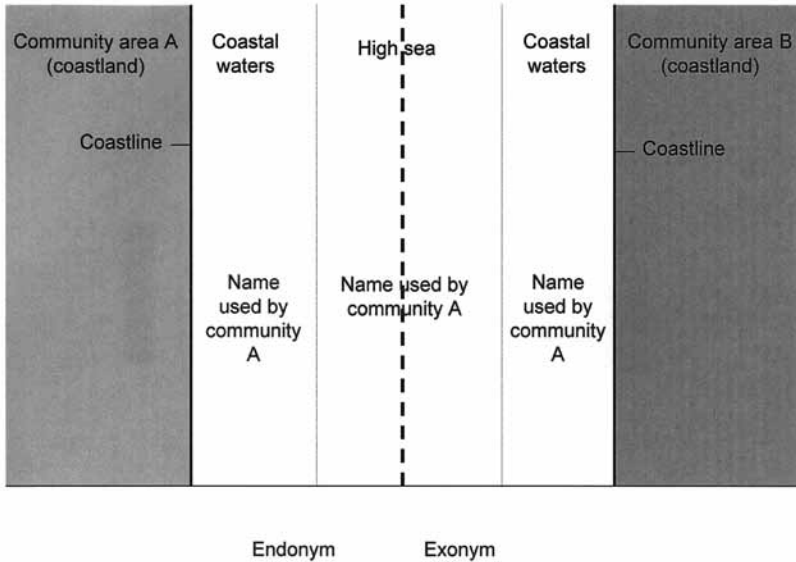 Community area A
(coastland)
Coastal
waters
High sea
Coastal
waters
Community area B
(coastland)
Coastline
Coastline
Name
used by
community
A
Name used by
community A
Name
used by
community
A
Endonym
Exonym